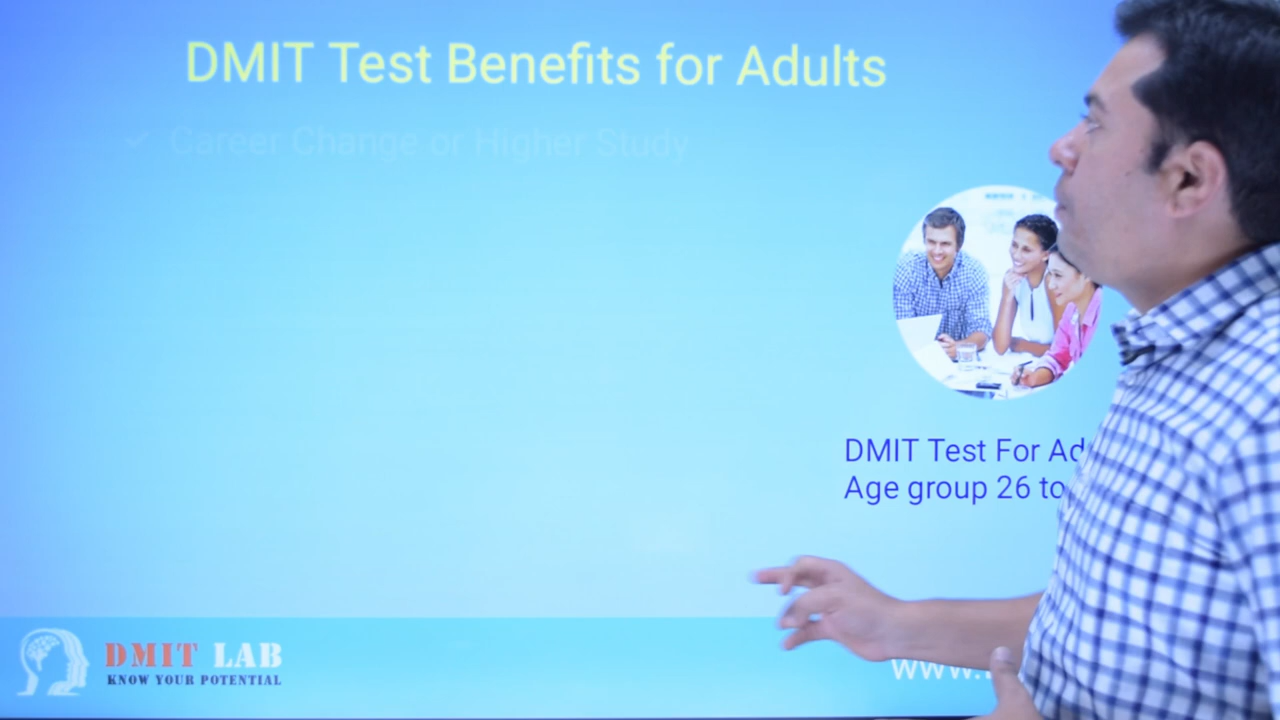 DMIT Test Benefits for Adults
✓ Career Change or Higher Study
DMIT Test For Ad
Age group 26 to
DMIT LAB
KNOW YOUR POTENTIAL
www.